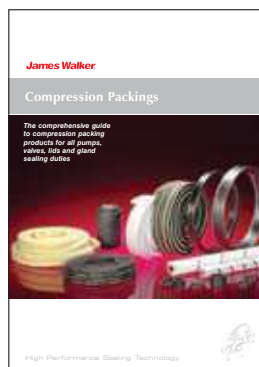 James Walker
Compression Packings
The comprehensive guide
to compression packing
products for all pumps,
valves, lids and gland
sealing duties
High Performance Sealing Technology